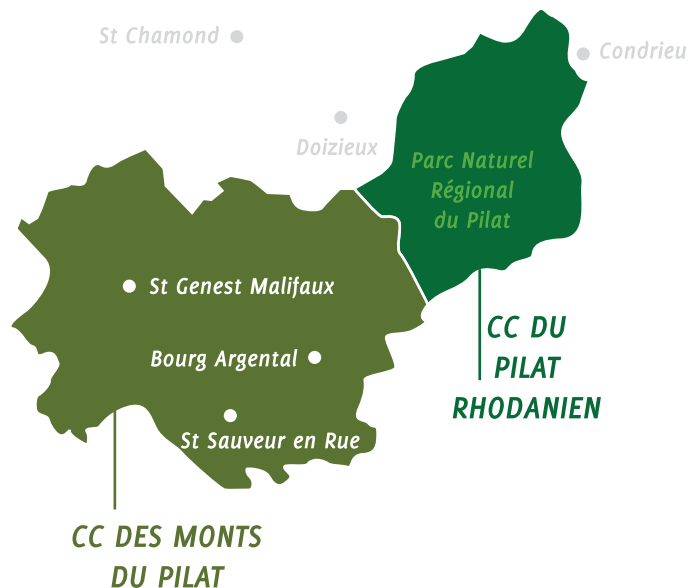 St Chamond
Condrieu
Doizieux
Parc Naturel
Régional
du Pilat
St Genest Malifaux
CC DU
PILAT
RHODANIEN
Bourg Argental
St Sauveur en Rue
CC DES MONTS
DU PILAT